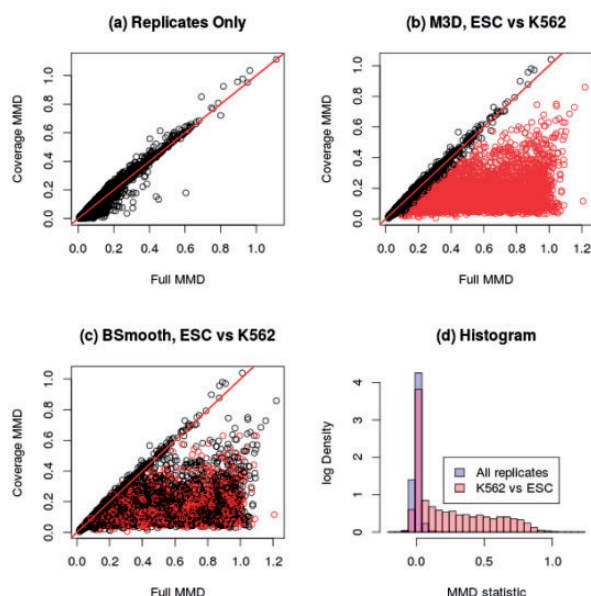 (a) Replicates Only
Coverage MMD
0.0 0.2 0.4 0.6 0.8 1.0
0.0 0.2 0.4 0.6 0.8 1.0
Full MMD
(b) M3D, ESC vs K562
Coverage MMD
0.0 0.2 0.4 0.6 0.8 1.0
0.0 0.2 0.4 0.6 0.8 1.0 1.2
Full MMD
(c) BSmooth, ESC vs K562
Coverage MMD
0.0 0.2 0.4 0.6 0.8 1.0
0.0 0.2 0.4 0.6 0.8 1.0 1.2
Full MMD
(d) Histogram
log Density
0 1 2 3 4
All replicates
K562 vs ESC
0.0 0.5 1.0
MMD statistic